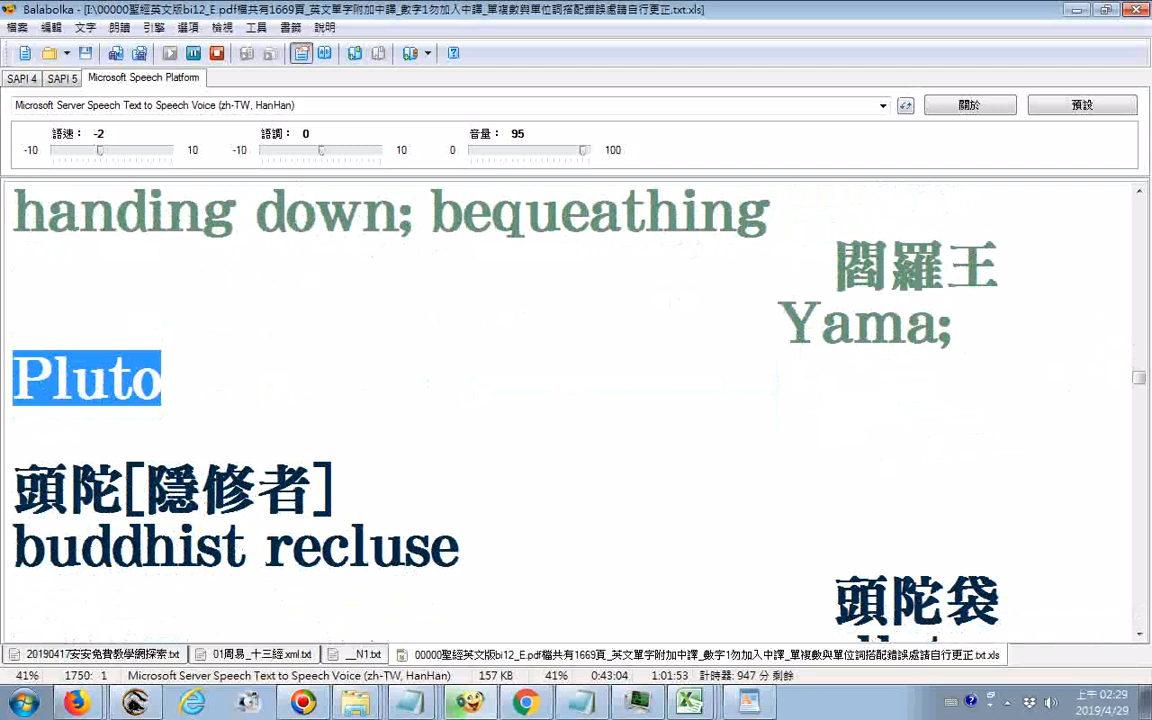 Balabolka - [I:\00000聖經英文版bi12_E.pdf檔共有1669頁_英文單字附加中譯_數字1勿加入中譯_單複數與單位詞搭配錯誤處請自行更正.txt.xls]
檔案 編輯 文字 朗讀 引擎 選項 檢視 工具 書籤 說明
SAPI 4 SAPI 5 Microsoft Speech Platform
Microsoft Server Speech Text to Speech Voice (zh-TW, HanHan) 關於 預設
語速： -2 語調： 0 音量： 95
-10 10 -10 10 0 100
handing down; bequeathing
閻羅王
Yama;
Pluto
頭陀[隱修者]
buddhist recluse
頭陀袋
20190417安安免費教學網探索.txt 01周易_十三經.xml.txt __N1.txt 00000聖經英文版bi12_E.pdf檔共有1669頁_英文單字附加中譯_數字1勿加入中譯_單複數與單位詞搭配錯誤處請自行更正.txt.xls
41% 1750: 1 Microsoft Server Speech Text to Speech Voice (zh-TW, HanHan) 157 KB 41% 0:43:04 1:01:53 計時器: 947 分 剩餘
上午 02:29
2019/4/29